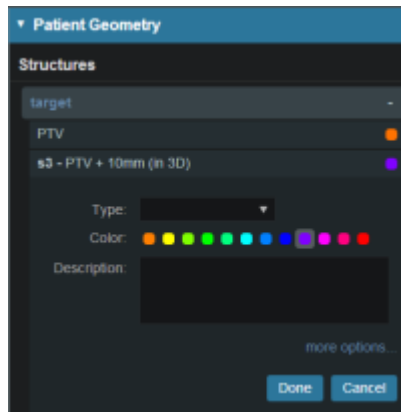 Patient Geometry
Structures
target -
PTV
s3 - PTV + 10mm (in 3D)
Type:
Color:
Description:
more options...
Done Cancel